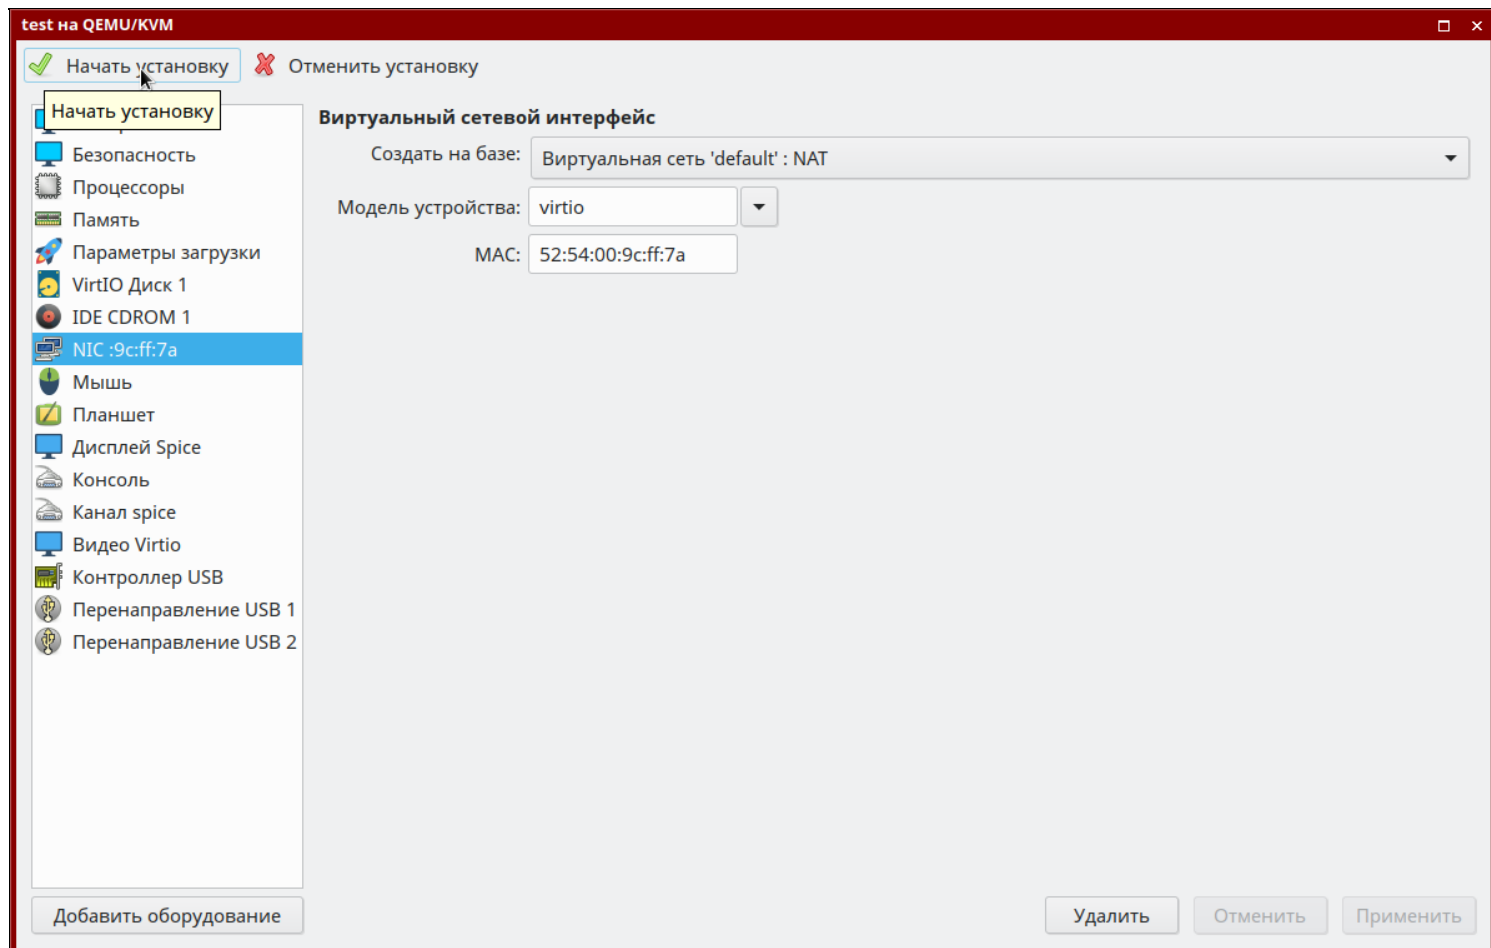 test на QEMU/KVM
Начать установку
Отменить установку
Начать установку
Безопасность
Процессоры
Память
Параметры загрузки
VirtIO Диск 1
IDE CDROM 1
NIC :9c:ff:7a
Мышь
Планшет
Дисплей Spice
Консоль
Канал spice
Видео Virtio
Контроллер USB
Перенаправление USB 1
Перенаправление USB 2
Добавить оборудование
Виртуальный сетевой интерфейс
Создать на базе: Виртуальная сеть 'default' : NAT
Модель устройства: virtio
MAC: 52:54:00:9c:ff:7a
Удалить
Отменить
Применить